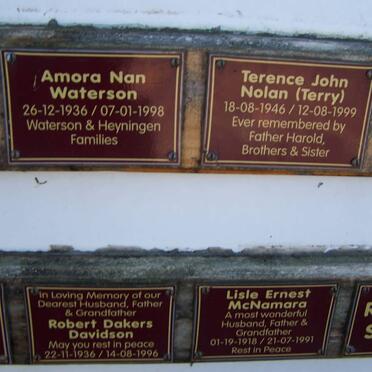 Amora Nan
Waterson
26-12-1936 / 07-01-1998
Waterson & Heyningen
Families
Terence John
Nolan (Terry)
18-08-1946 / 12-08-1999
Ever remembered by
Father Harold,
Brothers & Sister
In Loving Memory of our
Dearest Husband, Father
& Grandfather
Robert Dakers
Davidson
May you rest in peace
22-11-1936 / 14-08-1996
Lisle Ernest
McNamara
A most wonderful
Husband, Father &
Grandfather
01-19-1918 / 21-07-1991
Rest in Peace